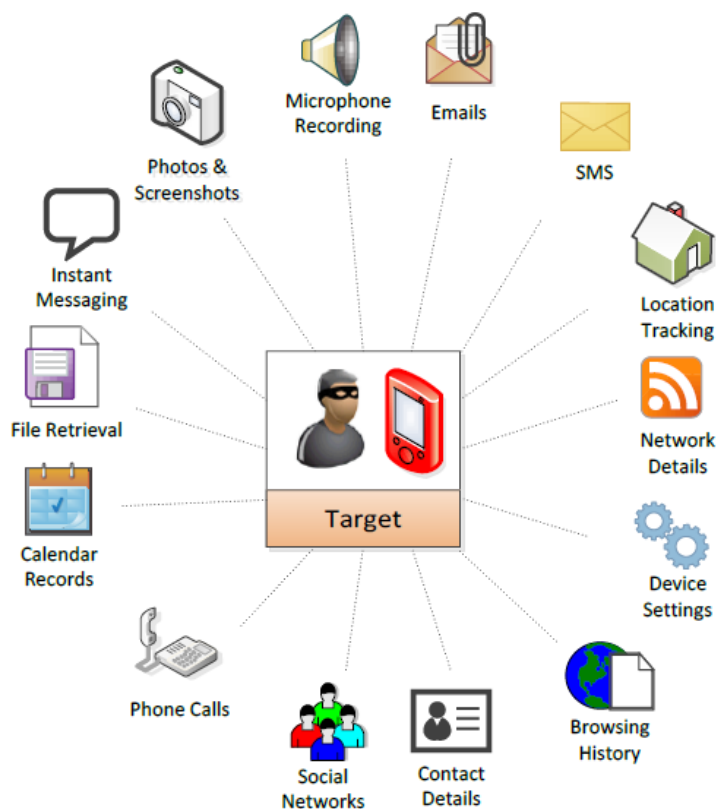 Microphone
Recording
Emails
SMS
Photos &
Screenshots
Instant
Messaging
Location
Tracking
File Retrieval
Network
Details
Target
Calendar
Records
Device
Settings
Phone Calls
Browsing
History
Social
Networks
Contact
Details